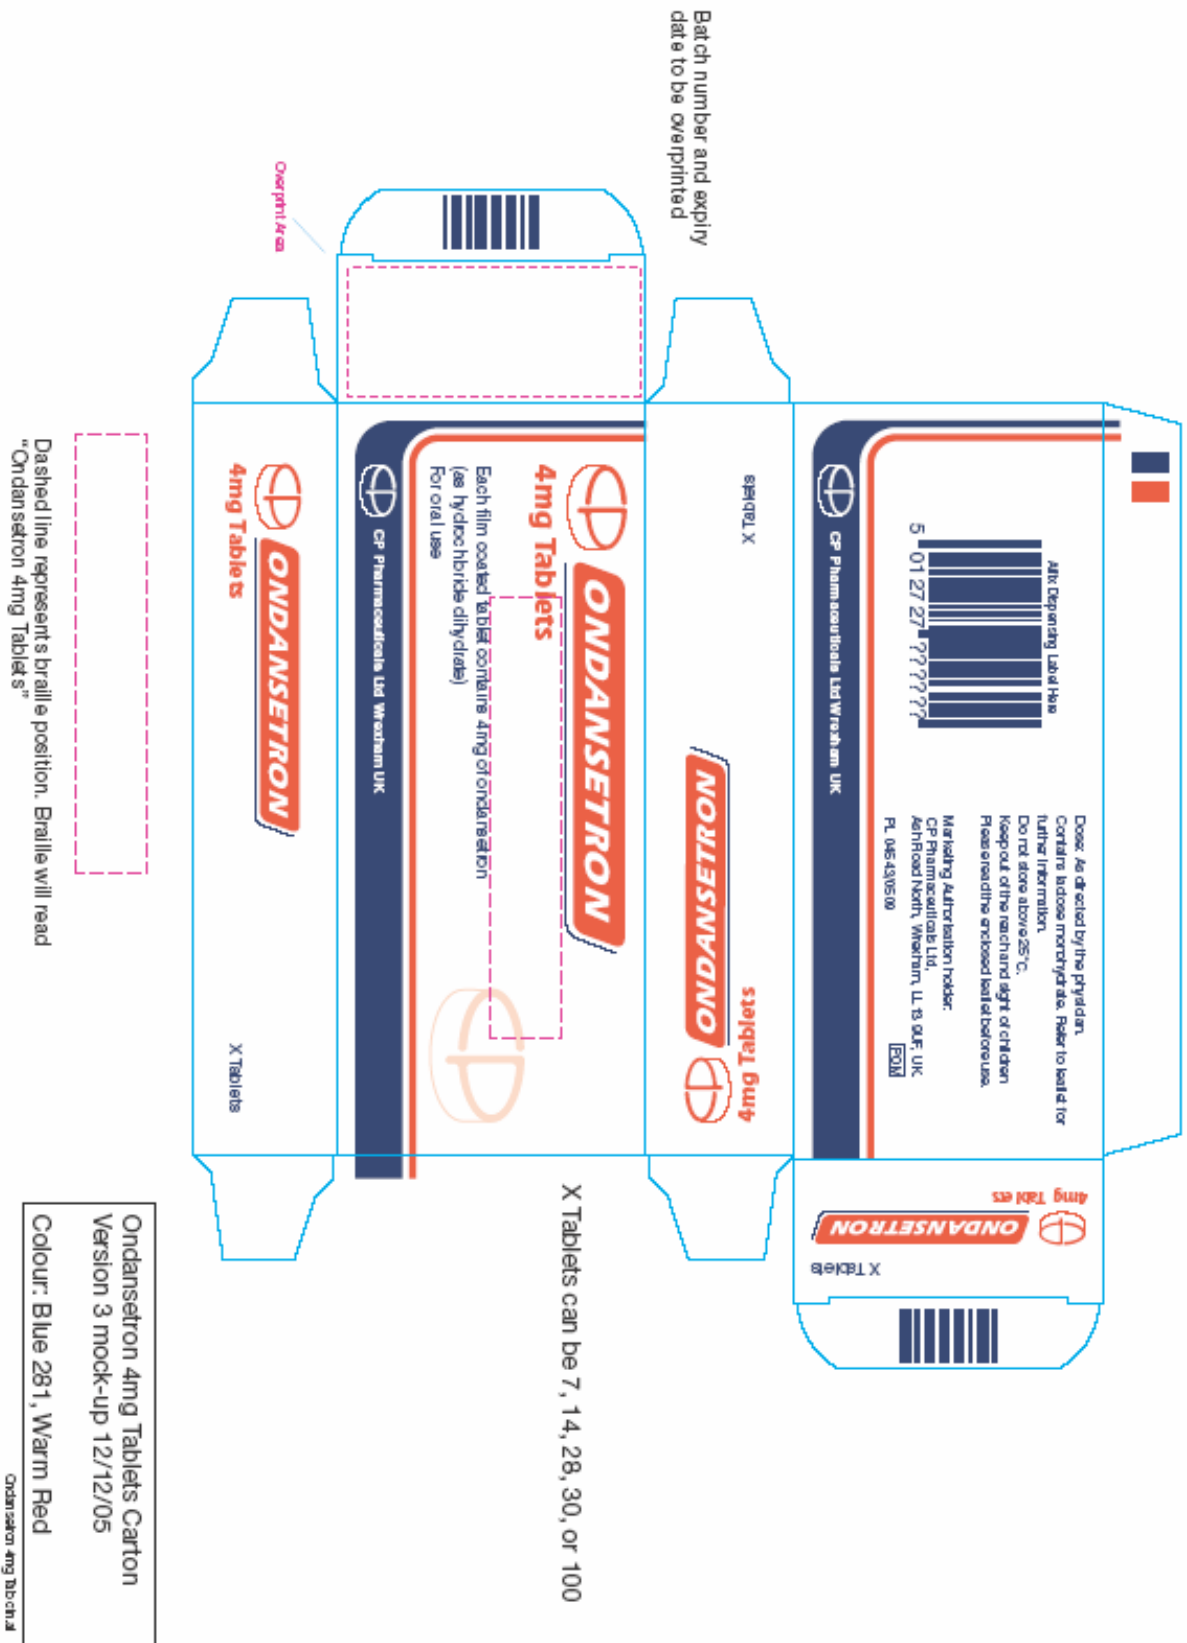 Batch number and expiry
date to be overprinted
Overprint Area
Affix Dispensing Label Here
5 012727 ??????
Dose: As directed by the physician.
Contains lactose monohydrate. Refer to leaflet for
further information.
Do not store above 25°C.
Keep out of the reach and sight of children
Please read the enclosed leaflet before use.
Marketing Authorisation holder:
CP Pharmaceuticals Ltd,
Ash Road North, Wrexham, LL13 9UF, UK.
PL 04543/0509
POM
CP Pharmaceuticals Ltd Wrexham UK
4mg Tablets
ONDANSETRON
X Tablets
X Tablets
ONDANSETRON
4mg Tablets
ONDANSETRON
4mg Tablets
Each film coated tablet contains 4mg of ondansetron
(as hydrochloride dihydrate)
For oral use
CP Pharmaceuticals Ltd Wrexham UK
ONDANSETRON
4mg Tablets
X Tablets
X Tablets can be 7, 14, 28, 30, or 100
Dashed line represents braille position. Braille will read
“Ondansetron 4mg Tablets”
Ondansetron 4mg Tablets Carton
Version 3 mock-up 12/12/05
Colour: Blue 281, Warm Red